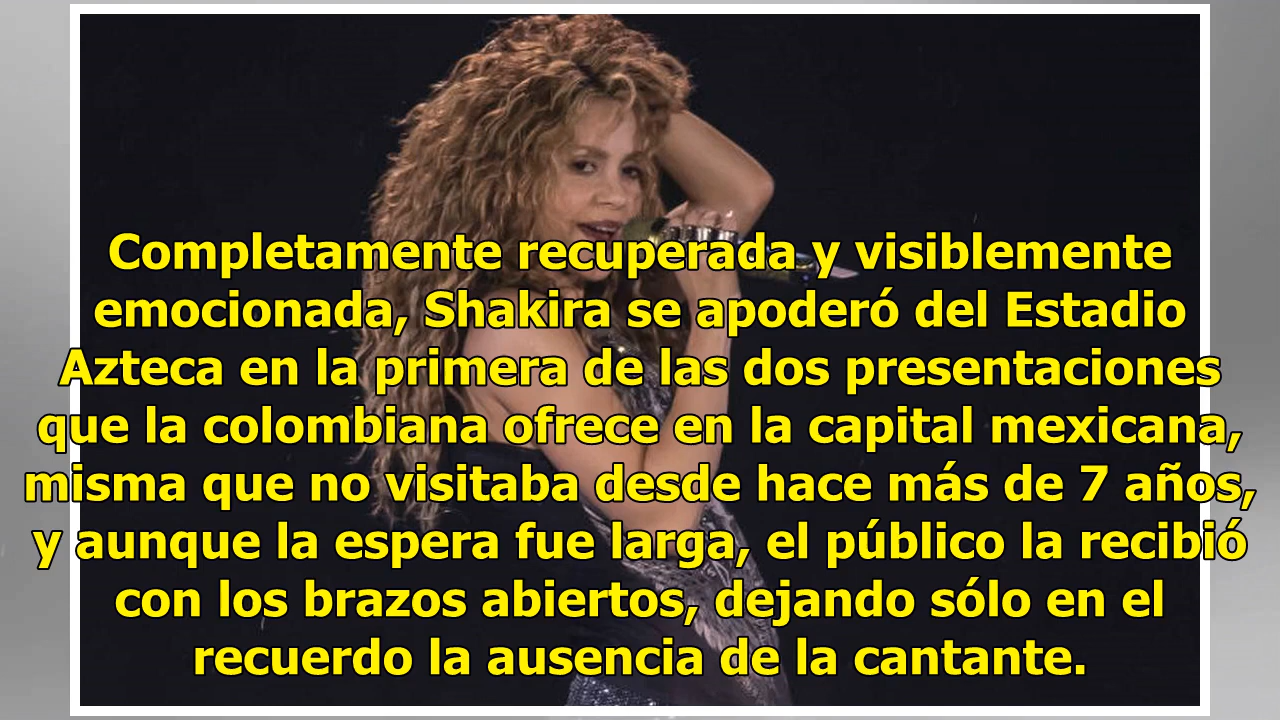 Completamente recuperada y visiblemente
emocionada, Shakira se apoderó del Estadio
Azteca en la primera de las dos presentaciones
que la colombiana ofrece en la capital mexicana,
misma que no visitaba desde hace más de 7 años,
y aunque la espera fue larga, el público la recibió
con los brazos abiertos, dejando sólo en el
recuerdo la ausencia de la cantante.